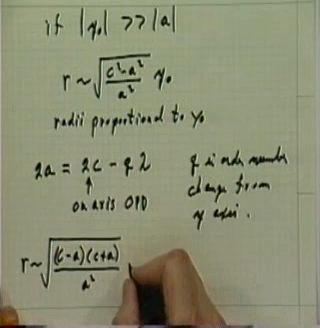 if |y₀| >> |a|
r ~ √((c²-a²)/a²) y₀
radii proportional to y₀
2a = 2c - q λ
q is order number
change from
y axis.
↑
on axis OPD
r ~ √((c-a)(c+a)/a²)